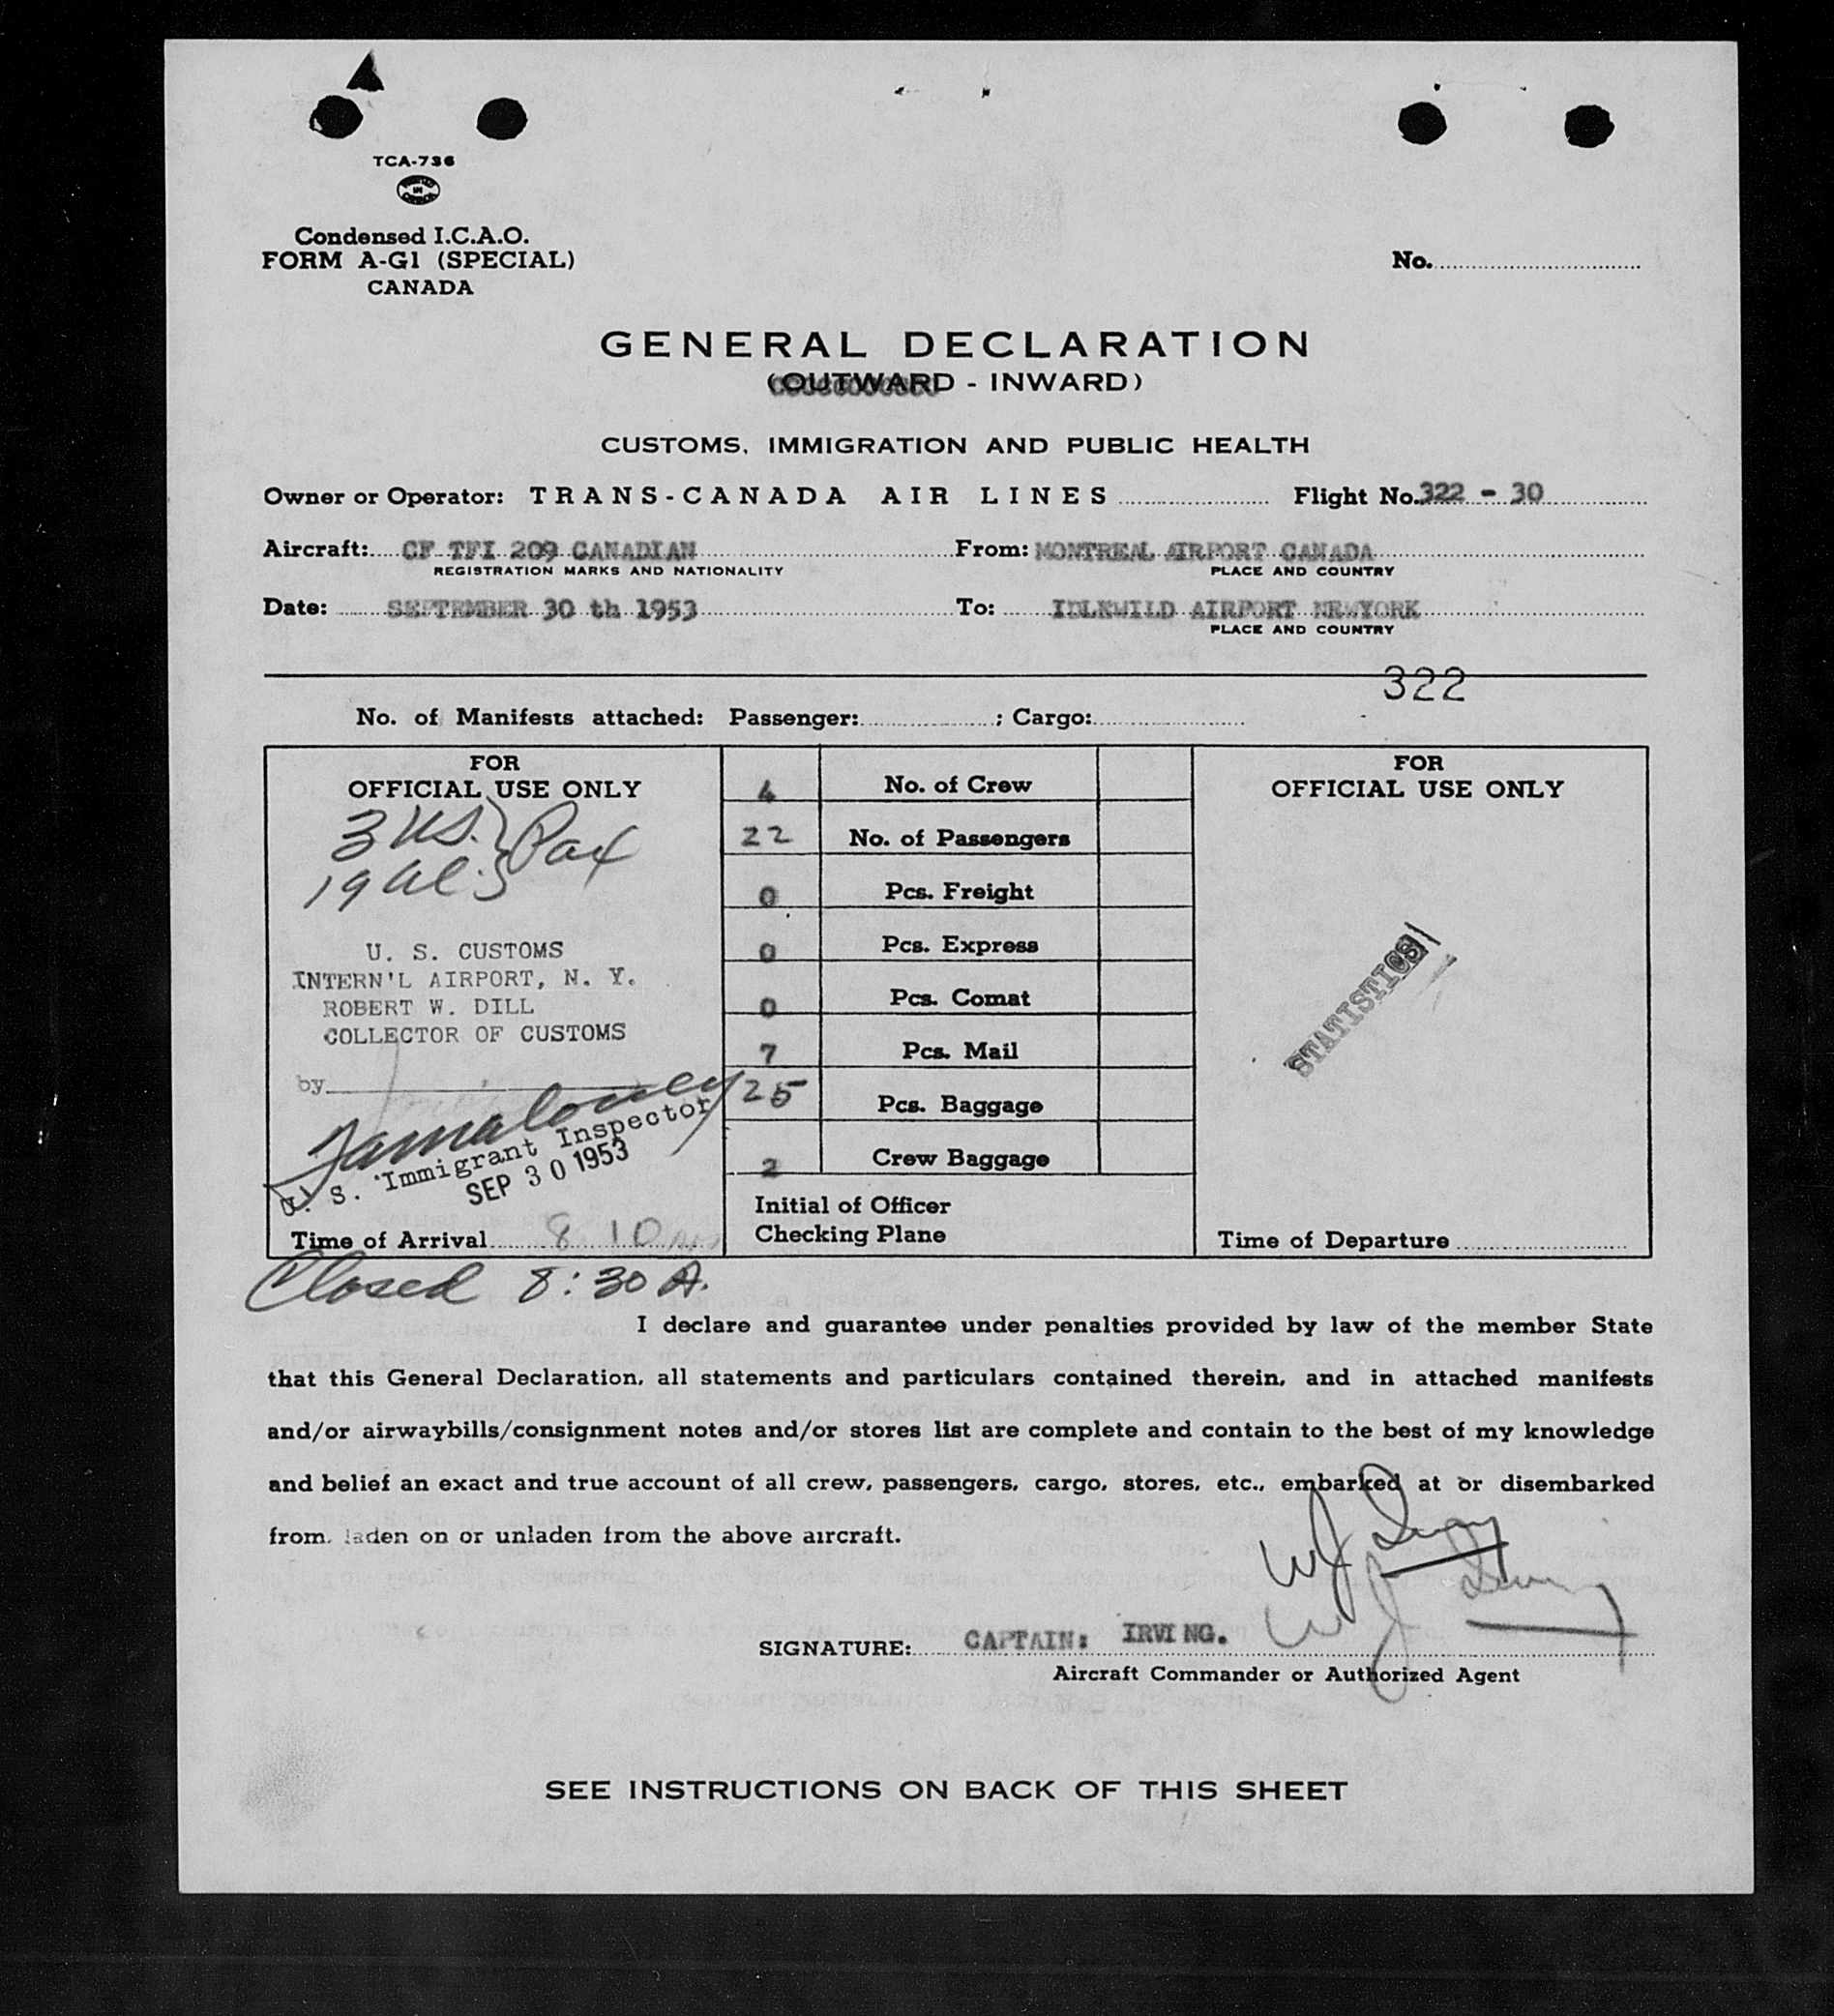 TCA-736
Condensed I.C.A.O.
FORM A-G1 (SPECIAL)
CANADA
No.
GENERAL DECLARATION
(OUTWARD - INWARD)
CUSTOMS, IMMIGRATION AND PUBLIC HEALTH
Owner or Operator: TRANS-CANADA AIR LINES Flight No. 322 - 30
Aircraft: CF TFI 209 CANADIAN From: MONTREAL AIRPORT CANADA
REGISTRATION MARKS AND NATIONALITY PLACE AND COUNTRY
Date: SEPTEMBER 30 th 1953 To: IDLEWILD AIRPORT NEWYORK
PLACE AND COUNTRY
322
No. of Manifests attached: Passenger: ; Cargo:
FOR
OFFICIAL USE ONLY
3 US. } Pax
19 al.
U. S. CUSTOMS
INTERN'L AIRPORT, N. Y.
ROBERT W. DILL
COLLECTOR OF CUSTOMS
by
U. S. Immigrant Inspector
SEP 30 1953
Time of Arrival 8 10
4 No. of Crew
22 No. of Passengers
0 Pcs. Freight
0 Pcs. Express
0 Pcs. Comat
7 Pcs. Mail
25 Pcs. Baggage
2 Crew Baggage
Initial of Officer
Checking Plane
FOR
OFFICIAL USE ONLY
STATISTICS
Time of Departure
Closed 8:30 A.
I declare and guarantee under penalties provided by law of the member State
that this General Declaration, all statements and particulars contained therein, and in attached manifests
and/or airwaybills/consignment notes and/or stores list are complete and contain to the best of my knowledge
and belief an exact and true account of all crew, passengers, cargo, stores, etc., embarked at or disembarked
from, laden on or unladen from the above aircraft.
WJ Irving
WJ Irving
SIGNATURE: CAPTAIN: IRVING.
Aircraft Commander or Authorized Agent
SEE INSTRUCTIONS ON BACK OF THIS SHEET